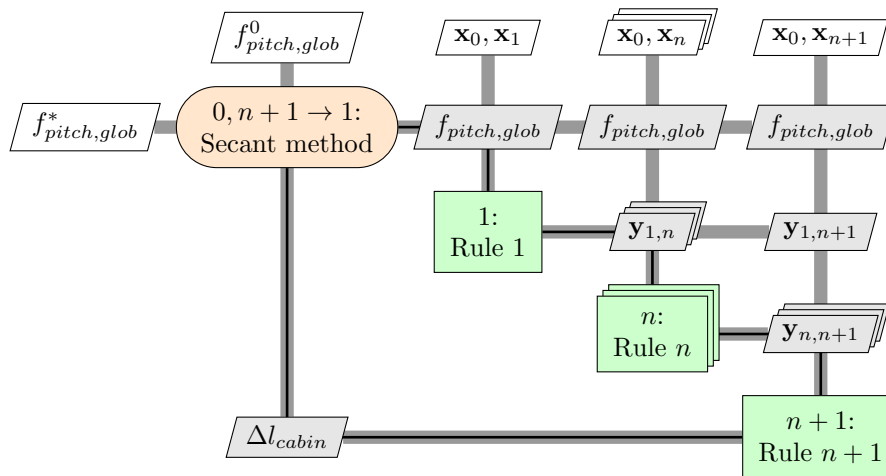 f^0_{pitch,glob}
x_0, x_1
x_0, x_n
x_0, x_{n+1}
f^*_{pitch,glob}
0, n + 1 → 1:
Secant method
f_{pitch,glob}
f_{pitch,glob}
f_{pitch,glob}
1:
Rule 1
y_{1,n}
y_{1,n+1}
n:
Rule n
y_{n,n+1}
Δl_{cabin}
n + 1:
Rule n + 1